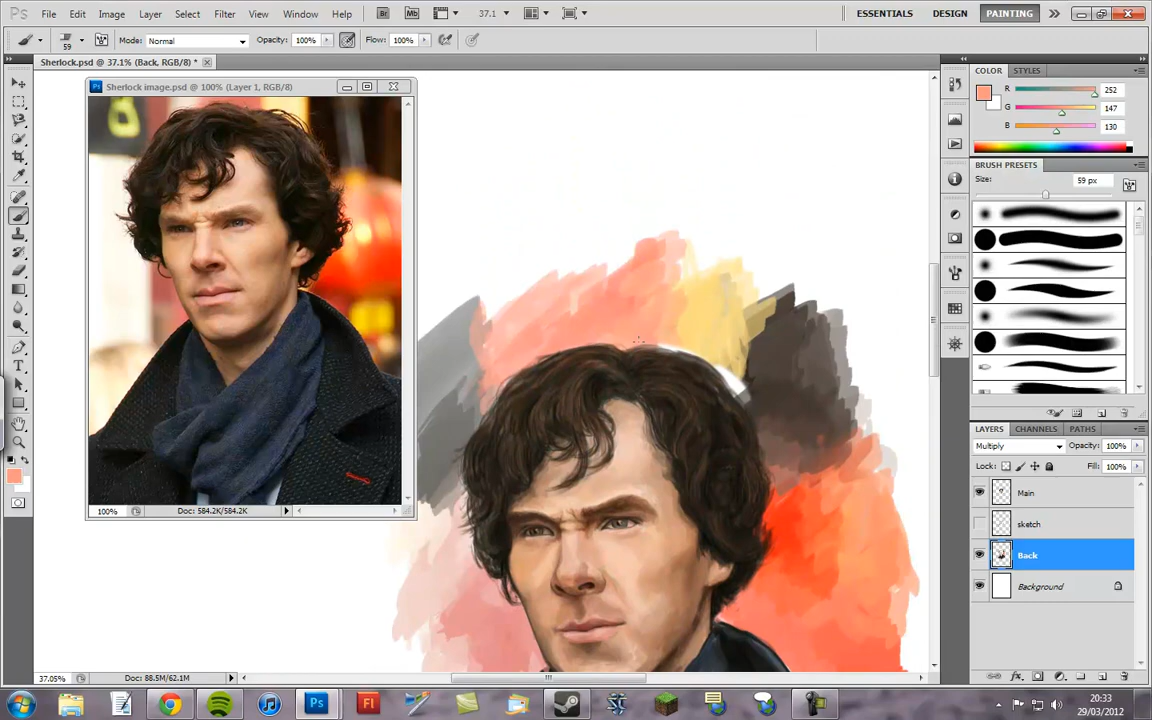 Ps File Edit Image Layer Select Filter View Window Help Br Mb 37.1 ESSENTIALS DESIGN PAINTING
59 Mode: Normal Opacity: 100% Flow: 100%
Sherlock.psd @ 37.1% (Back, RGB/8) *
Ps Sherlock image.psd @ 100% (Layer 1, RGB/8)
100% Doc: 584.2K/584.2K
COLOR STYLES
R 252
G 147
B 130
BRUSH PRESETS
Size: 59 px
LAYERS CHANNELS PATHS
Multiply Opacity: 100%
Lock: Fill: 100%
Main
sketch
Back
Background
37.05% Doc: 88.5M/62.1M
Ps Fl
20:33
29/03/2012